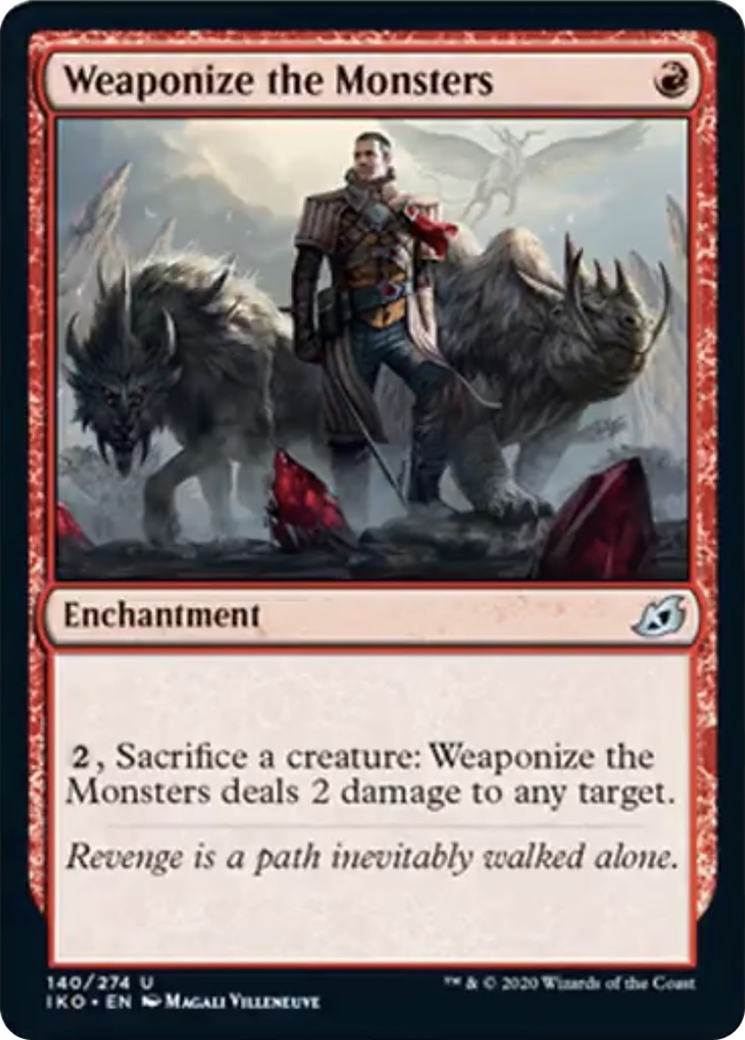 Weaponize the Monsters
Enchantment
2, Sacrifice a creature: Weaponize the
Monsters deals 2 damage to any target.
Revenge is a path inevitably walked alone.
140/274 U
IKO • EN Magali Villeneuve
™ & © 2020 Wizards of the Coast